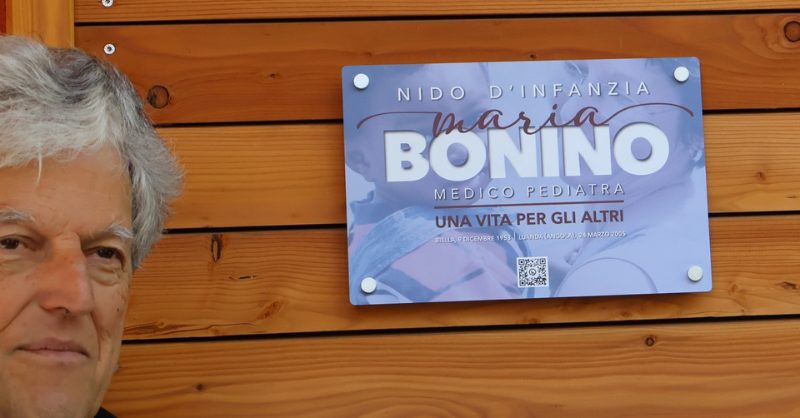 NIDO D'INFANZIA
maria
BONINO
MEDICO PEDIATRA
UNA VITA PER GLI ALTRI
BIELLA, 9 DICEMBRE 1953 | LUANDA (ANGOLA), 24 MARZO 2005